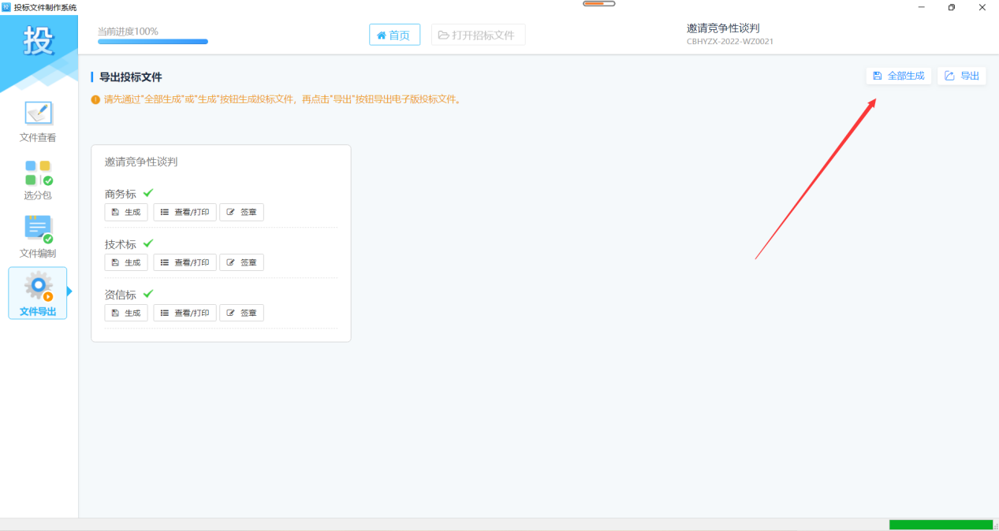 投标文件制作系统
投
当前进度100%
首页
打开招标文件
邀请竞争性谈判
CBHYZX-2022-WZ0021
导出投标文件
全部生成
导出
请先通过"全部生成"或"生成"按钮生成投标文件，再点击"导出"按钮导出电子版投标文件。
文件查看
选分包
文件编制
文件导出
邀请竞争性谈判
商务标
生成 查看/打印 签章
技术标
生成 查看/打印 签章
资信标
生成 查看/打印 签章